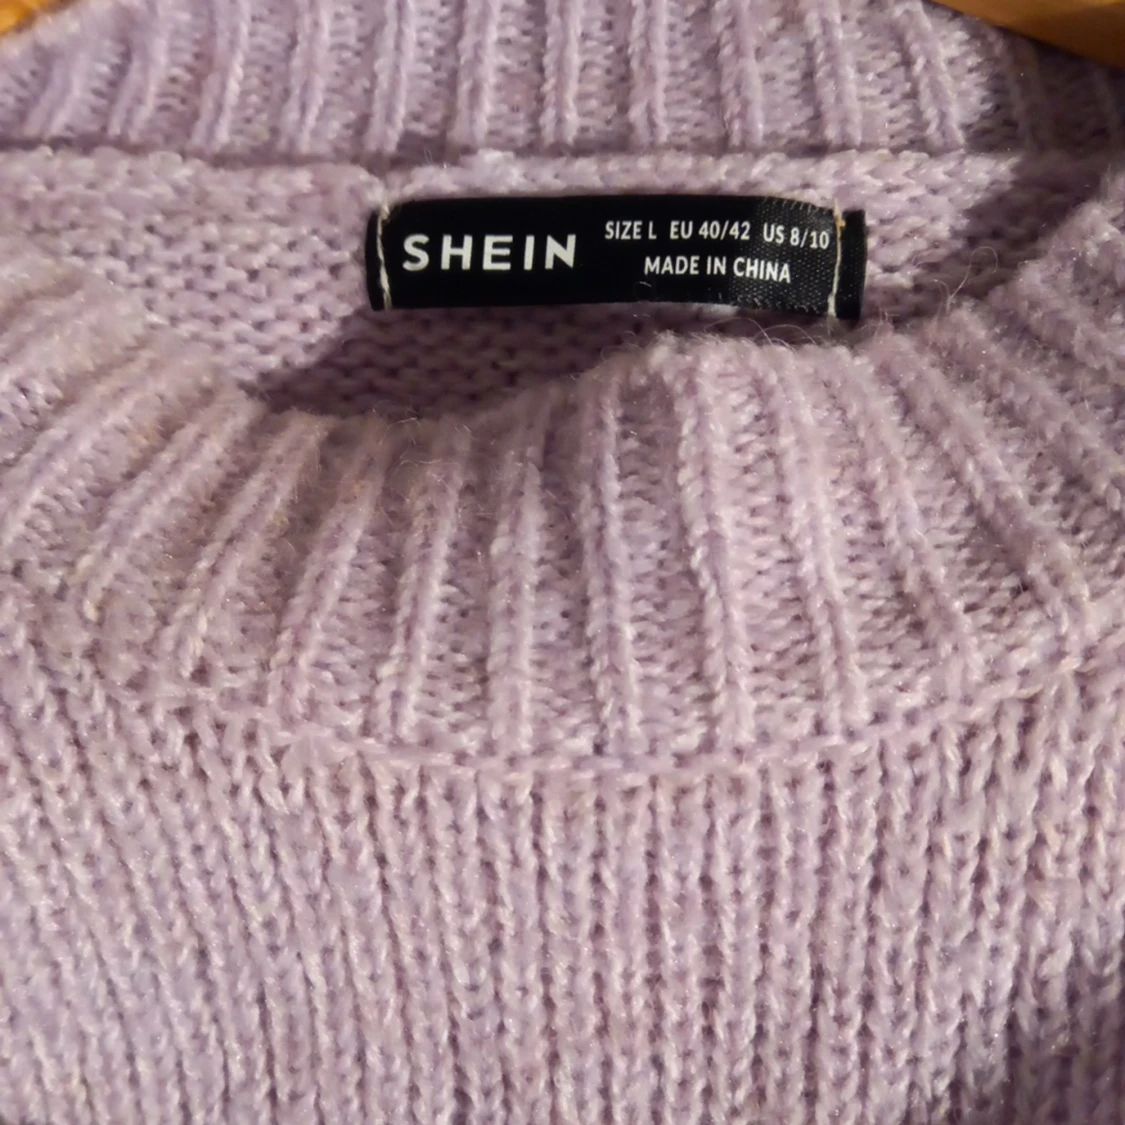 SHEIN
SIZE L EU 40/42 US 8/10
MADE IN CHINA